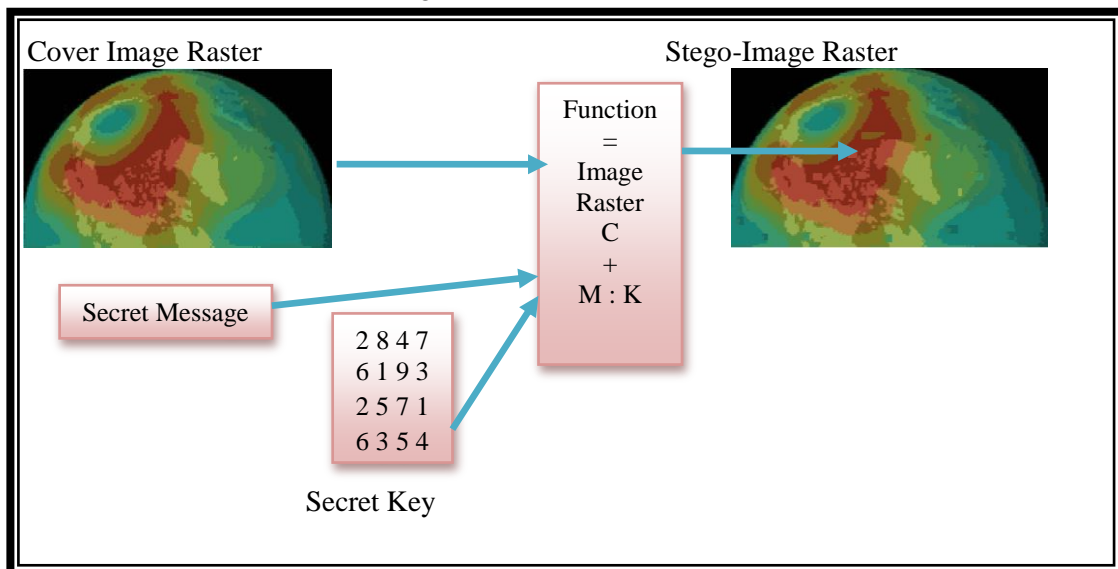 Cover Image Raster
Stego-Image Raster
Function
=
Image
Raster
C
+
M : K
Secret Message
2 8 4 7
6 1 9 3
2 5 7 1
6 3 5 4
Secret Key